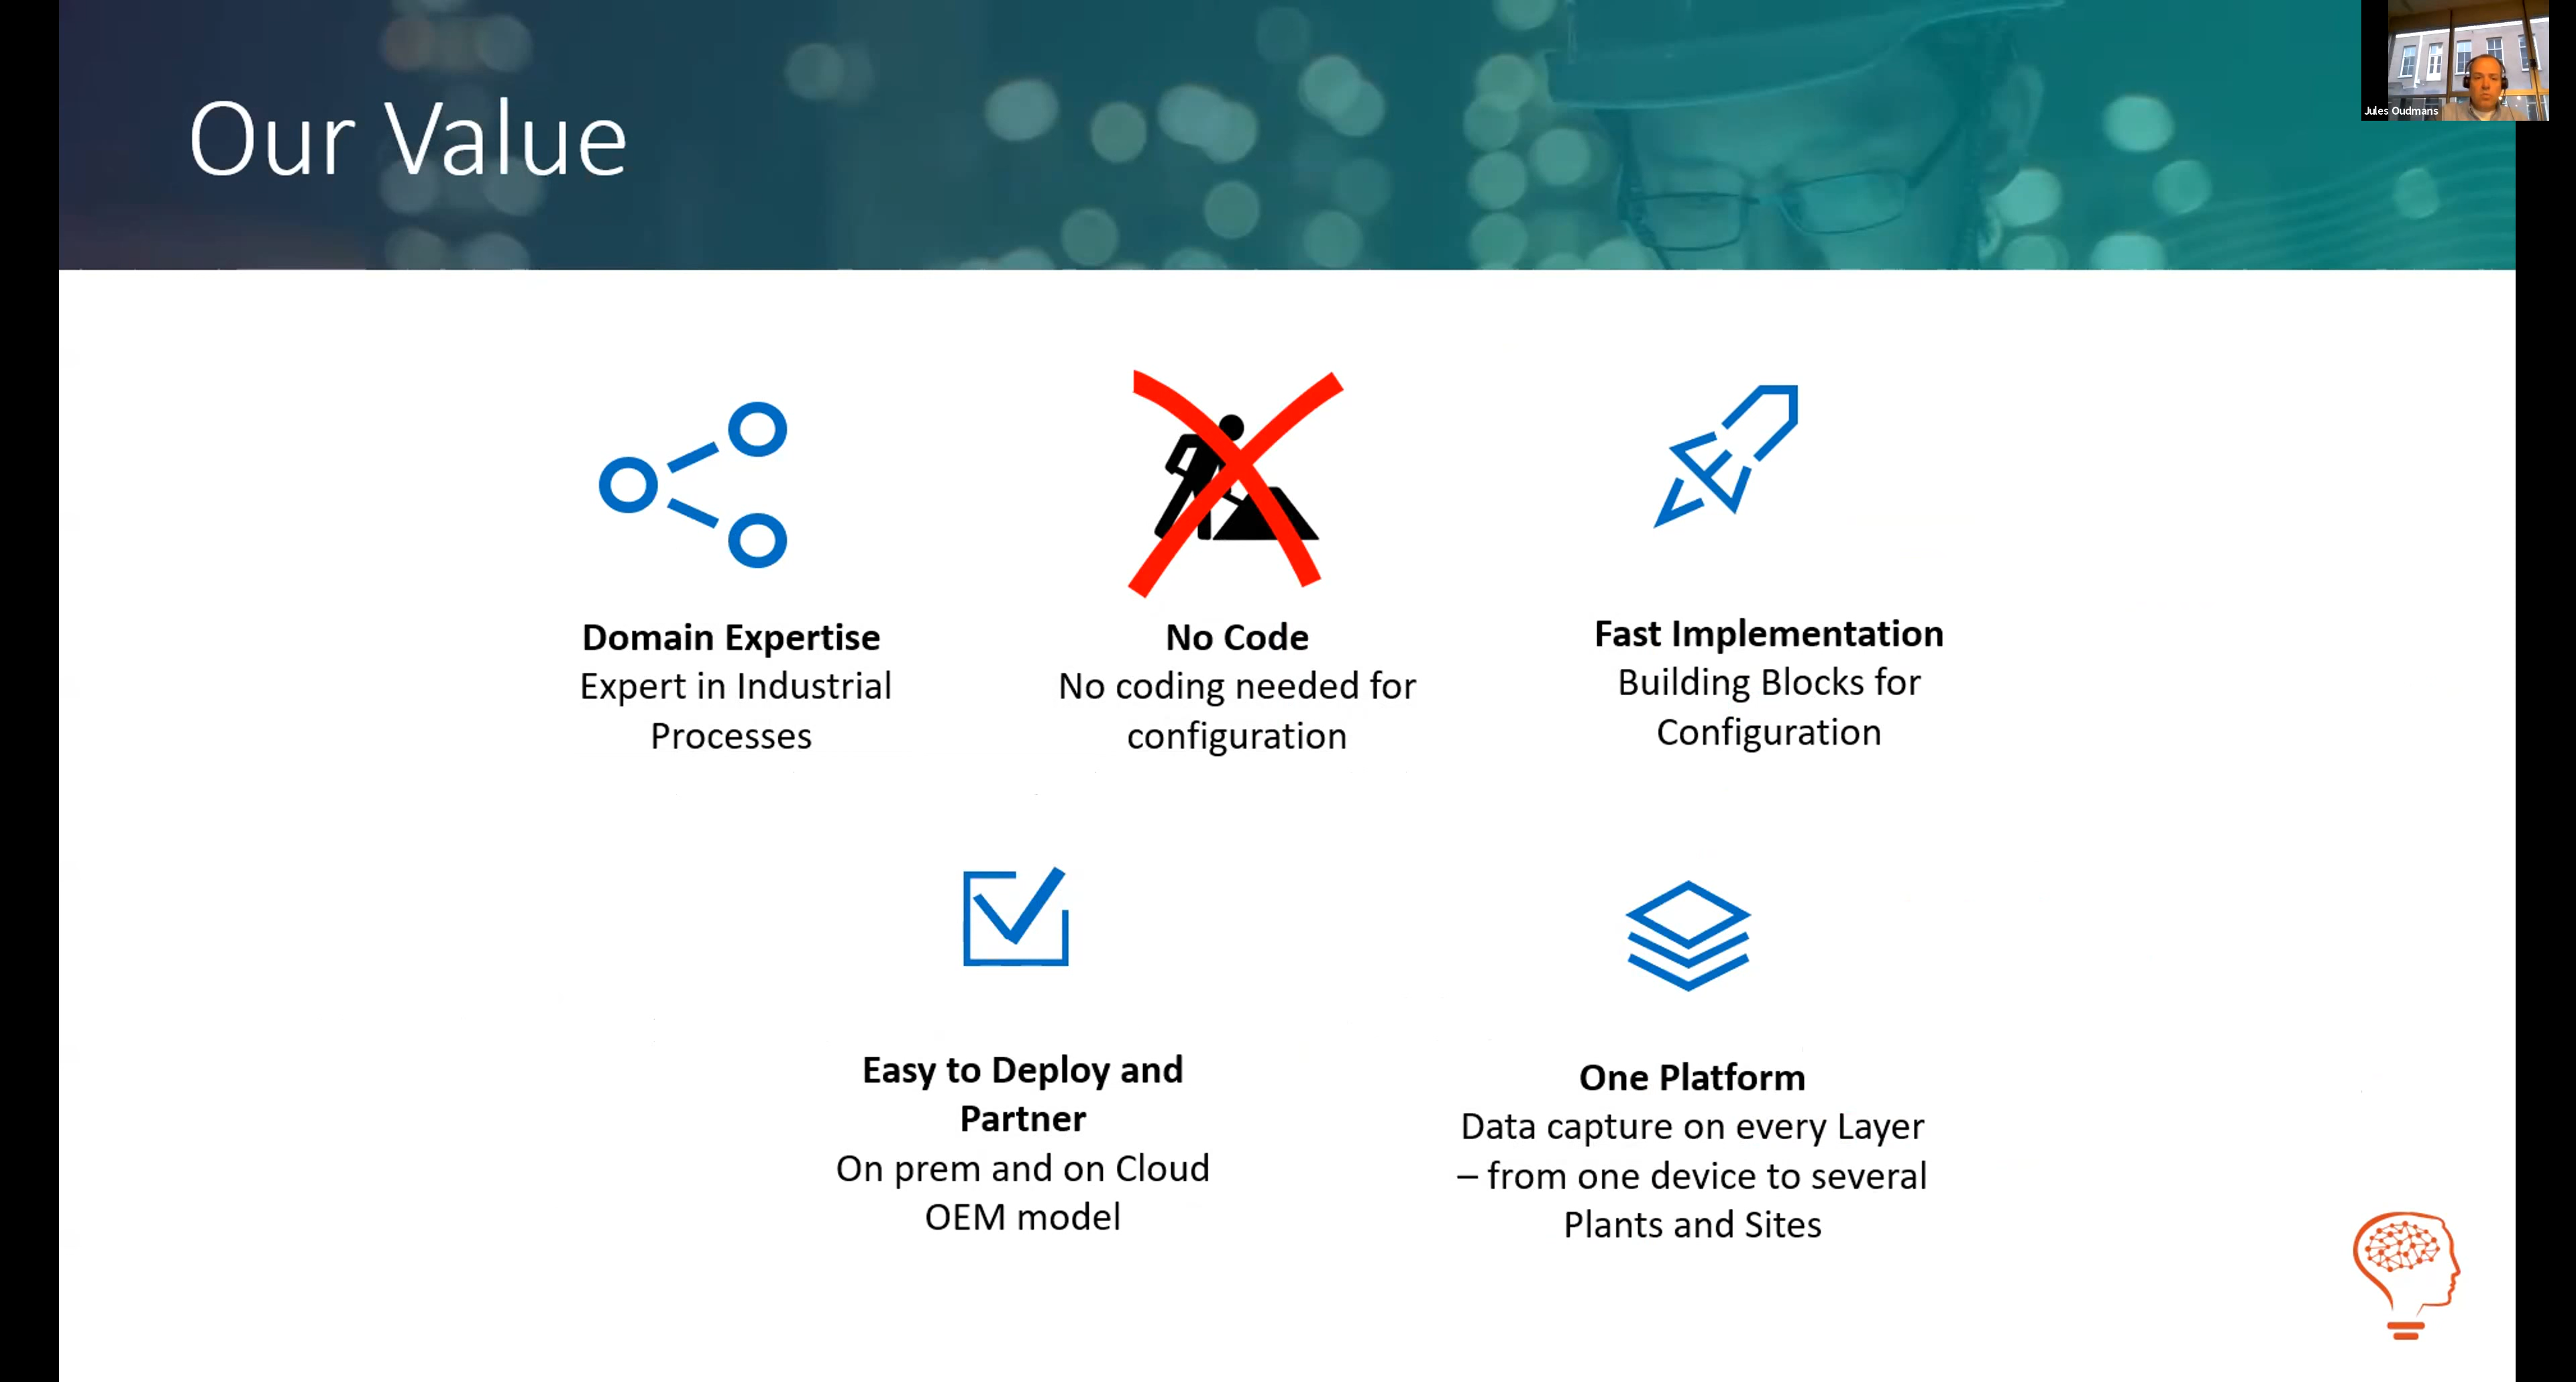 Our Value
Jules Oudmans
Domain Expertise
Expert in Industrial
Processes
No Code
No coding needed for
configuration
Fast Implementation
Building Blocks for
Configuration
Easy to Deploy and
Partner
On prem and on Cloud
OEM model
One Platform
Data capture on every Layer
– from one device to several
Plants and Sites